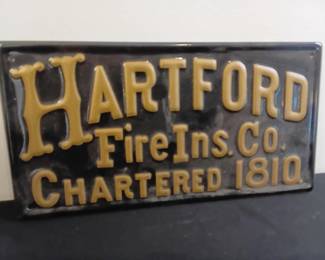 HARTFORD
Fire Ins. Co.
CHARTERED 1810